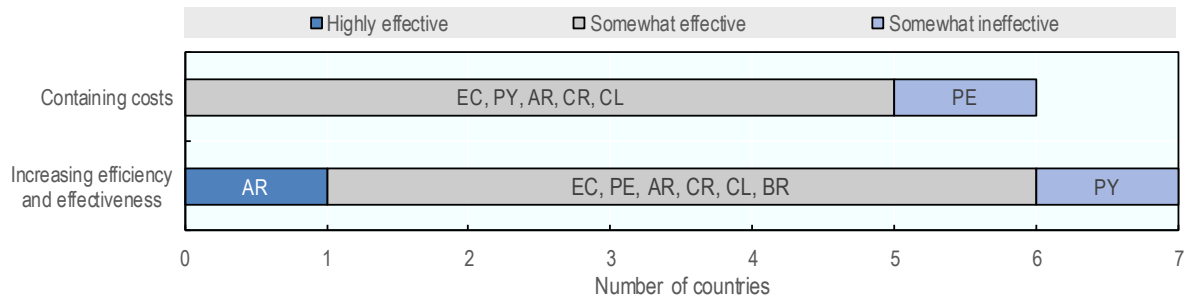 Highly effective Somewhat effective Somewhat ineffective
Containing costs EC, PY, AR, CR, CL PE
Increasing efficiency
and effectiveness AR EC, PE, AR, CR, CL, BR PY
0 1 2 3 4 5 6 7
Number of countries